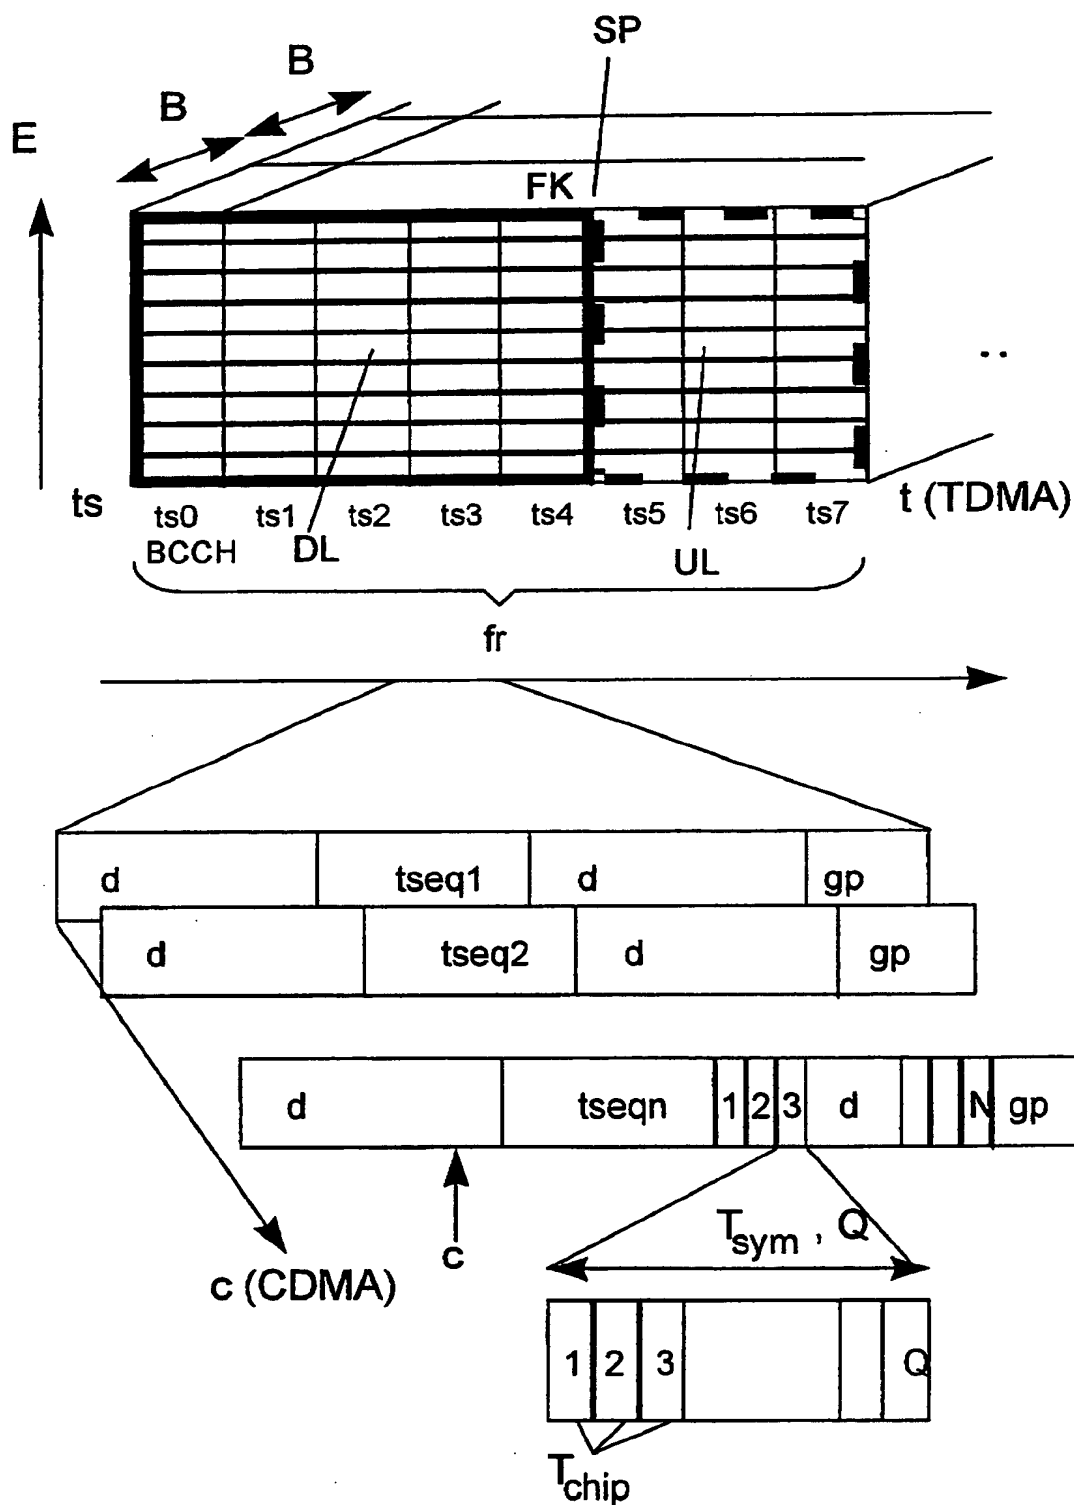 SP
B
B
E
FK
ts
ts0 ts1 ts2 ts3 ts4 ts5 ts6 ts7
t (TDMA)
BCCH
DL
UL
fr
d tseq1 d gp
d tseq2 d gp
d tseqn 1 2 3 d N gp
c
c (CDMA)
Tsym , Q
1 2 3 Q
Tchip